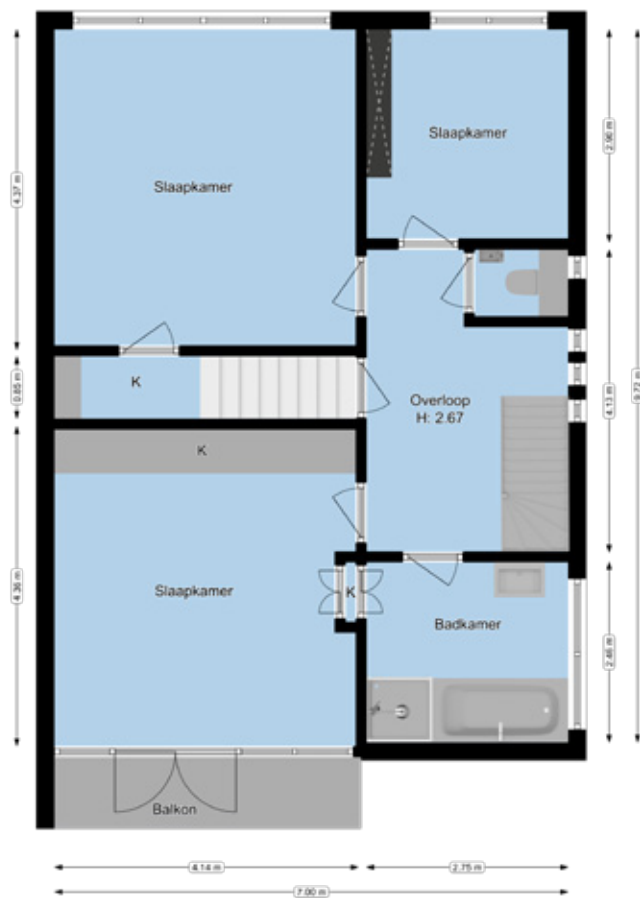 Slaapkamer
Slaapkamer
K
Overloop
H: 2.67
K
Slaapkamer
K
Badkamer
Balkon
4.37 m
0.85 m
4.36 m
2.90 m
4.13 m
2.46 m
9.72 m
4.14 m
2.75 m
7.00 m